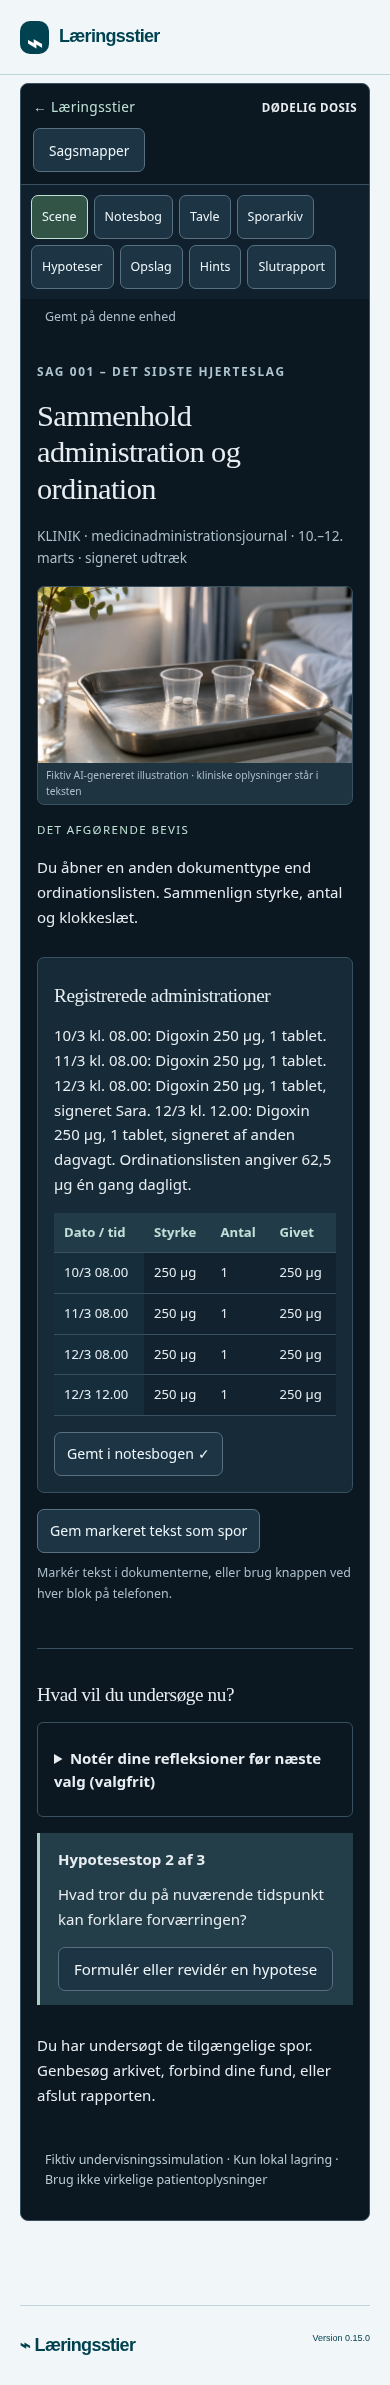 Læringsstier
← Læringsstier
DØDELIG DOSIS
Sagsmapper
Scene
Notesbog
Tavle
Sporarkiv
Hypoteser
Opslag
Hints
Slutrapport
Gemt på denne enhed
SAG 001 – DET SIDSTE HJERTESLAG
Sammenhold
administration og
ordination
KLINIK · medicinadministrationsjournal · 10.–12.
marts · signeret udtræk
Fiktiv AI-genereret illustration · kliniske oplysninger står i
teksten
DET AFGØRENDE BEVIS
Du åbner en anden dokumenttype end
ordinationslisten. Sammenlign styrke, antal
og klokkeslæt.
Registrerede administrationer
10/3 kl. 08.00: Digoxin 250 µg, 1 tablet.
11/3 kl. 08.00: Digoxin 250 µg, 1 tablet.
12/3 kl. 08.00: Digoxin 250 µg, 1 tablet,
signeret Sara. 12/3 kl. 12.00: Digoxin
250 µg, 1 tablet, signeret af anden
dagvagt. Ordinationslisten angiver 62,5
µg én gang dagligt.
Dato / tid Styrke Antal Givet
10/3 08.00 250 µg 1 250 µg
11/3 08.00 250 µg 1 250 µg
12/3 08.00 250 µg 1 250 µg
12/3 12.00 250 µg 1 250 µg
Gemt i notesbogen ✓
Gem markeret tekst som spor
Markér tekst i dokumenterne, eller brug knappen ved
hver blok på telefonen.
Hvad vil du undersøge nu?
▶ Notér dine refleksioner før næste
valg (valgfrit)
Hypotesestop 2 af 3
Hvad tror du på nuværende tidspunkt
kan forklare forværringen?
Formulér eller revidér en hypotese
Du har undersøgt de tilgængelige spor.
Genbesøg arkivet, forbind dine fund, eller
afslut rapporten.
Fiktiv undervisningssimulation · Kun lokal lagring ·
Brug ikke virkelige patientoplysninger
Læringsstier
Version 0.15.0